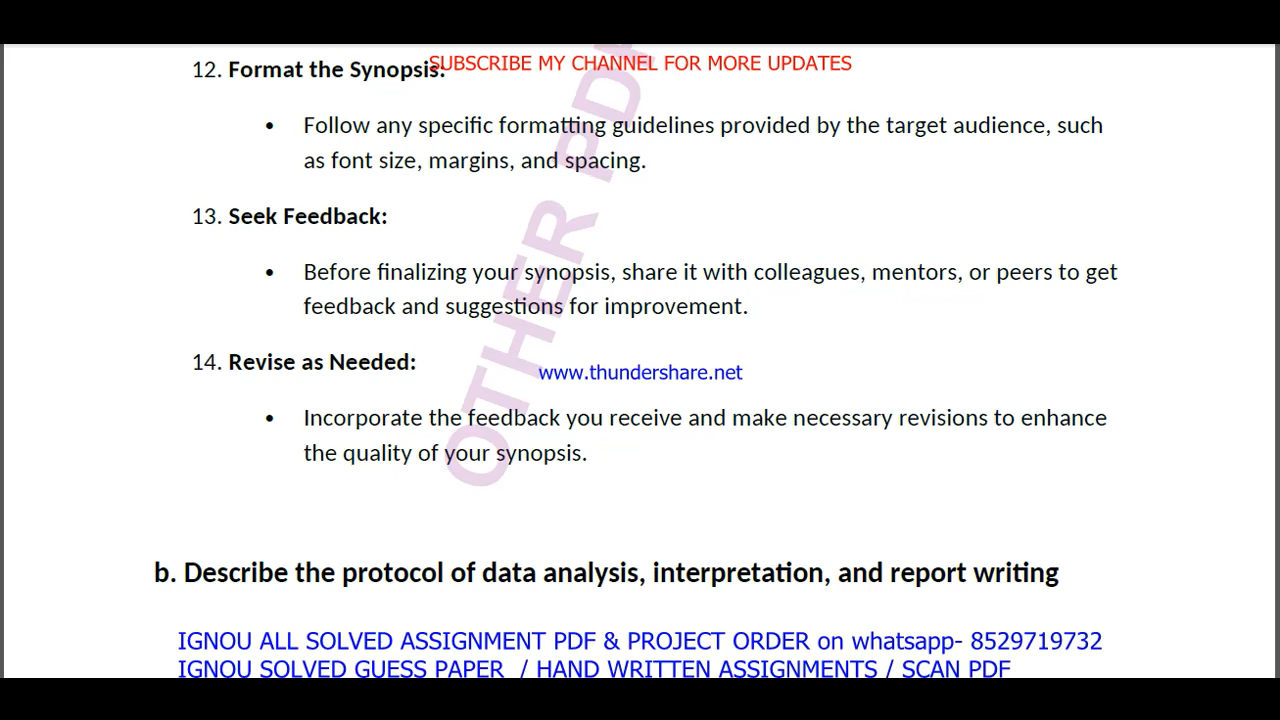 SUBSCRIBE MY CHANNEL FOR MORE UPDATES
12. Format the Synopsis:
• Follow any specific formatting guidelines provided by the target audience, such
as font size, margins, and spacing.
13. Seek Feedback:
• Before finalizing your synopsis, share it with colleagues, mentors, or peers to get
feedback and suggestions for improvement.
14. Revise as Needed:
www.thundershare.net
• Incorporate the feedback you receive and make necessary revisions to enhance
the quality of your synopsis.
OTHER PDF
b. Describe the protocol of data analysis, interpretation, and report writing
IGNOU ALL SOLVED ASSIGNMENT PDF & PROJECT ORDER on whatsapp- 8529719732
IGNOU SOLVED GUESS PAPER / HAND WRITTEN ASSIGNMENTS / SCAN PDF